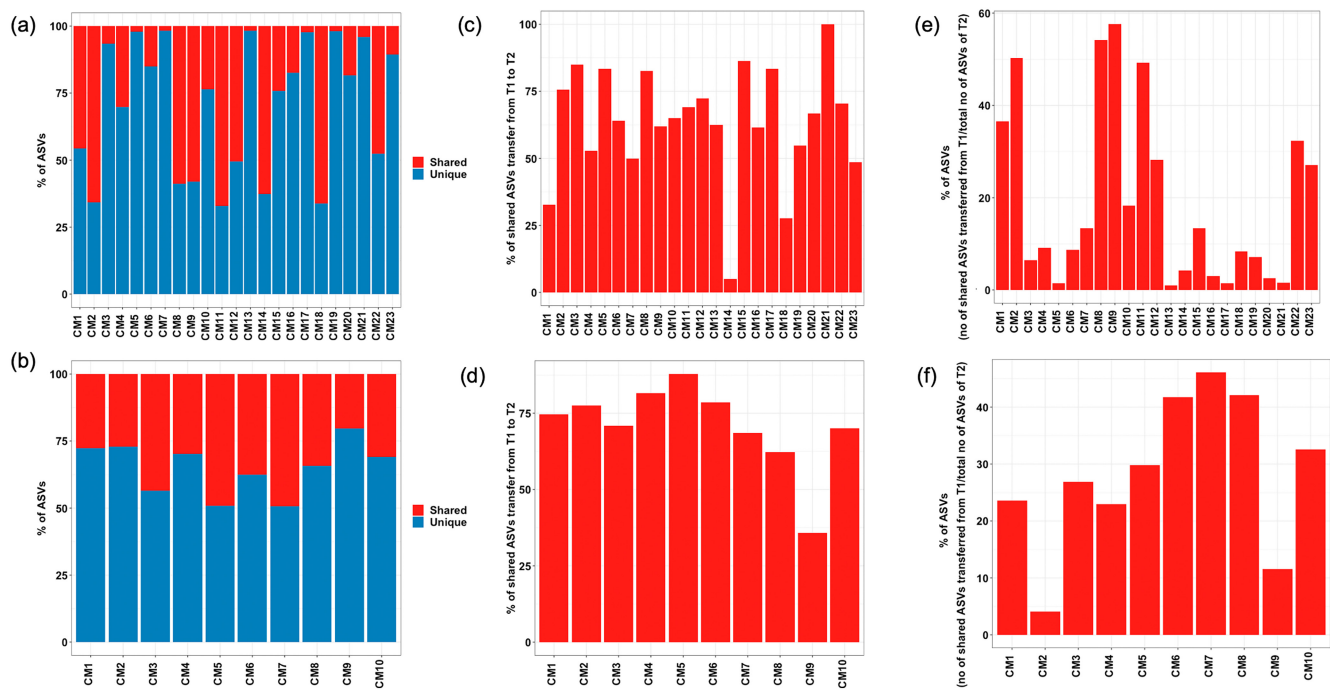 (a)
% of ASVs
100
75
50
25
0
CM1 CM2 CM3 CM4 CM5 CM6 CM7 CM8 CM9 CM10 CM11 CM12 CM13 CM14 CM15 CM16 CM17 CM18 CM19 CM20 CM21 CM22 CM23
Shared
Unique
(c)
% of shared ASVs transfer from T1 to T2
100
75
50
25
0
CM1 CM2 CM3 CM4 CM5 CM6 CM7 CM8 CM9 CM10 CM11 CM12 CM13 CM14 CM15 CM16 CM17 CM18 CM19 CM20 CM21 CM22 CM23
(e)
% of ASVs
(no of shared ASVs transferred from T1/total no of ASVs of T2)
60
40
20
0
CM1 CM2 CM3 CM4 CM5 CM6 CM7 CM8 CM9 CM10 CM11 CM12 CM13 CM14 CM15 CM16 CM17 CM18 CM19 CM20 CM21 CM22 CM23
(b)
% of ASVs
100
75
50
25
0
CM1 CM2 CM3 CM4 CM5 CM6 CM7 CM8 CM9 CM10
Shared
Unique
(d)
% of shared ASVs transfer from T1 to T2
75
50
25
0
CM1 CM2 CM3 CM4 CM5 CM6 CM7 CM8 CM9 CM10
(f)
% of ASVs
(no of shared ASVs transferred from T1/total no of ASVs of T2)
40
30
20
10
0
CM1 CM2 CM3 CM4 CM5 CM6 CM7 CM8 CM9 CM10